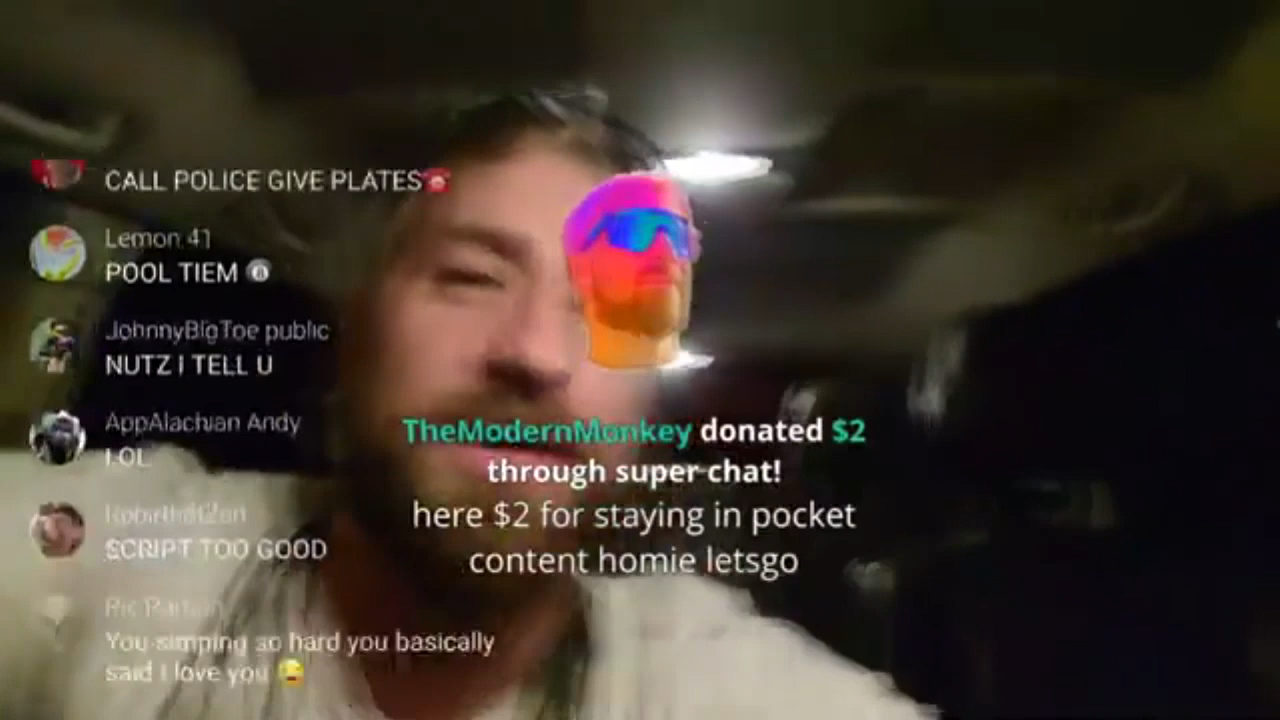 CALL POLICE GIVE PLATES
Lemon 41
POOL TIEM
JohnnyBigToe public
NUTZ I TELL U
AppAlachian Andy
LOL
SCRIPT TOO GOOD
Ric
You simping so hard you basically
said I love you
TheModernMonkey donated $2
through super chat!
here $2 for staying in pocket
content homie letsgo